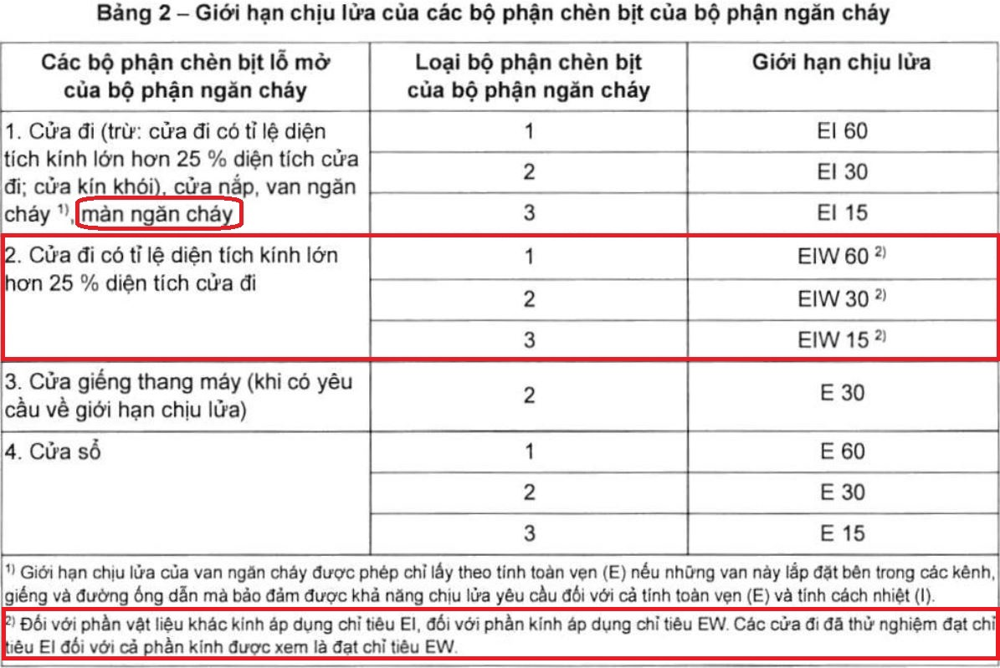 Bảng 2 – Giới hạn chịu lửa của các bộ phận chèn bịt của bộ phận ngăn cháy
Các bộ phận chèn bịt lỗ mở
của bộ phận ngăn cháy
Loại bộ phận chèn bịt
của bộ phận ngăn cháy
Giới hạn chịu lửa
1. Cửa đi (trừ: cửa đi có tỉ lệ diện
tích kính lớn hơn 25 % diện tích cửa
đi; cửa kín khói), cửa nắp, van ngăn
cháy 1), màn ngăn cháy
1
EI 60
2
EI 30
3
EI 15
2. Cửa đi có tỉ lệ diện tích kính lớn
hơn 25 % diện tích cửa đi
1
EIW 60 2)
2
EIW 30 2)
3
EIW 15 2)
3. Cửa giếng thang máy (khi có yêu
cầu về giới hạn chịu lửa)
2
E 30
4. Cửa sổ
1
E 60
2
E 30
3
E 15
1) Giới hạn chịu lửa của van ngăn cháy được phép chỉ lấy theo tính toàn vẹn (E) nếu những van này lắp đặt bên trong các kênh,
giếng và đường ống dẫn mà bảo đảm được khả năng chịu lửa yêu cầu đối với cả tính toàn vẹn (E) và tính cách nhiệt (I).
2) Đối với phần vật liệu khác kính áp dụng chỉ tiêu EI, đối với phần kính áp dụng chỉ tiêu EW. Các cửa đi đã thử nghiệm đạt chỉ
tiêu EI đối với cả phần kính được xem là đạt chỉ tiêu EW.